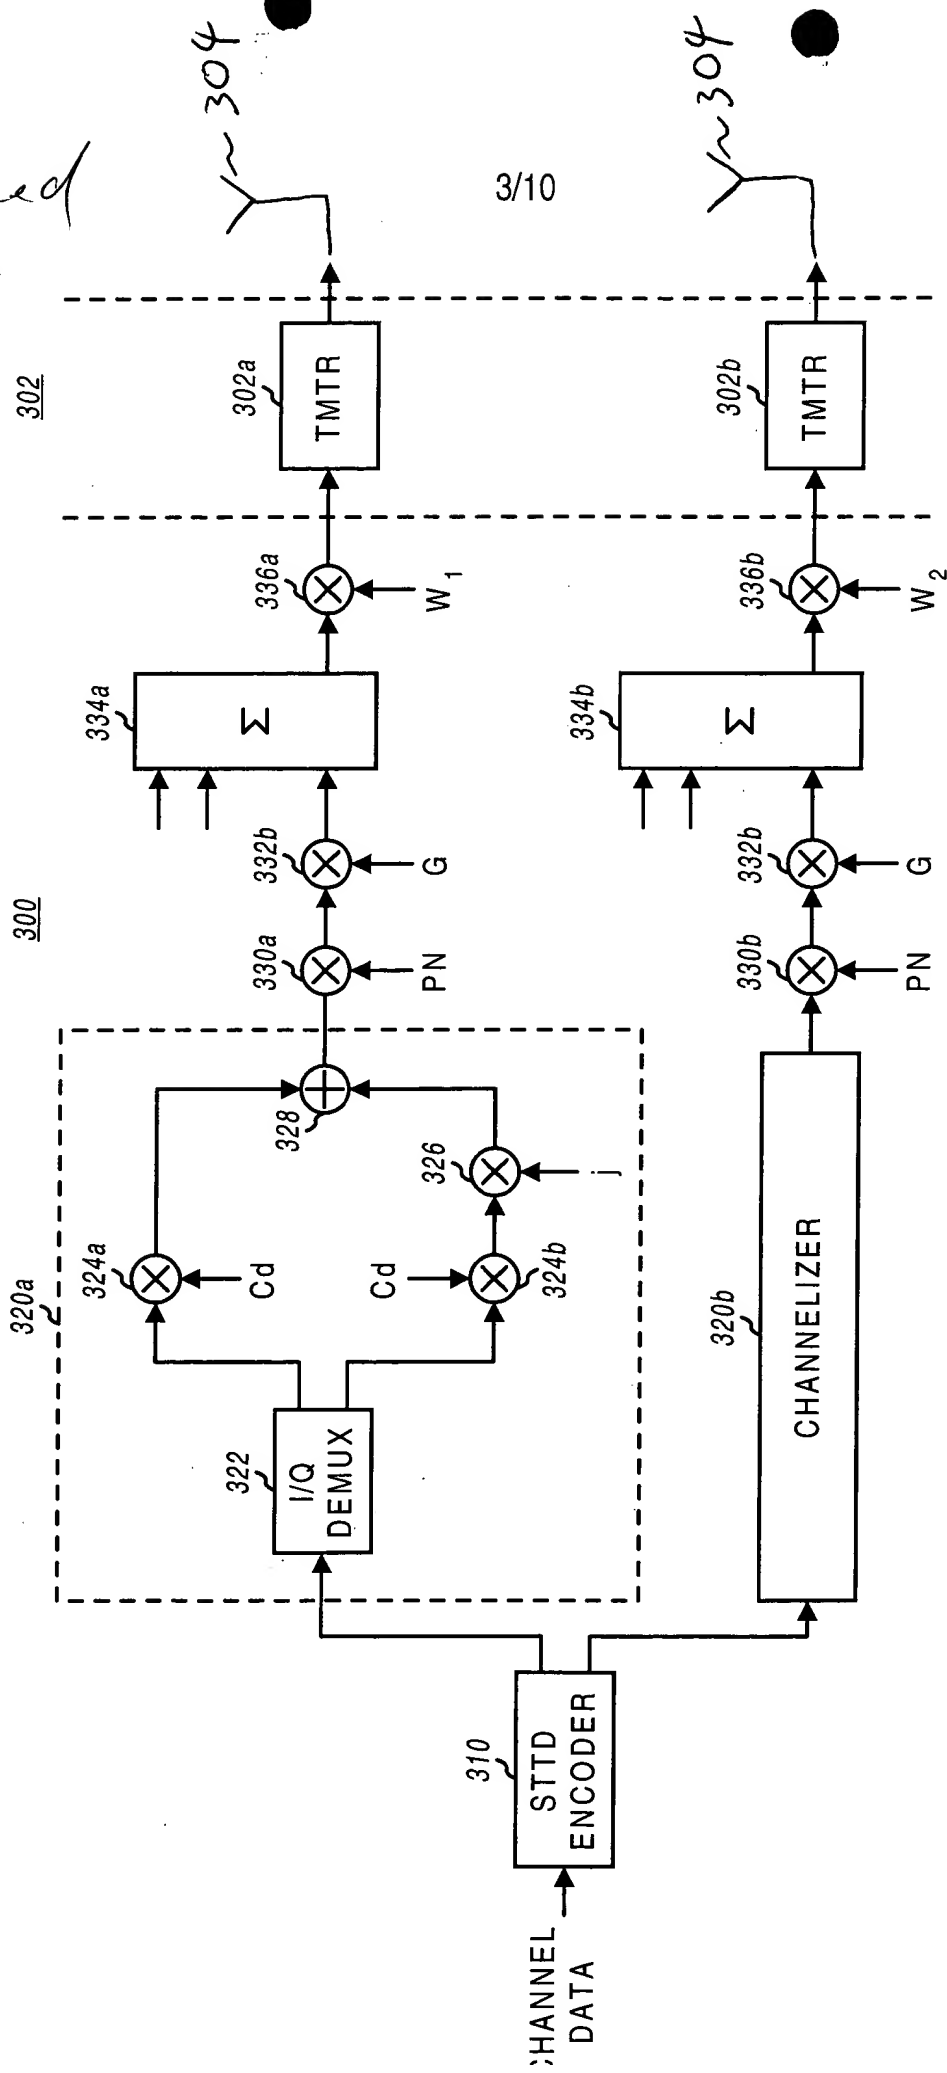 3/10
300
302
CHANNEL
DATA
310
STTD
ENCODER
320a
322
I/Q
DEMUX
324a
Cd
Cd
324b
326
j
328
330a
PN
332b
G
334a
Σ
336a
W1
302a
TMTR
~304
320b
CHANNELIZER
330b
PN
332b
G
334b
Σ
336b
W2
302b
TMTR
~304
ed